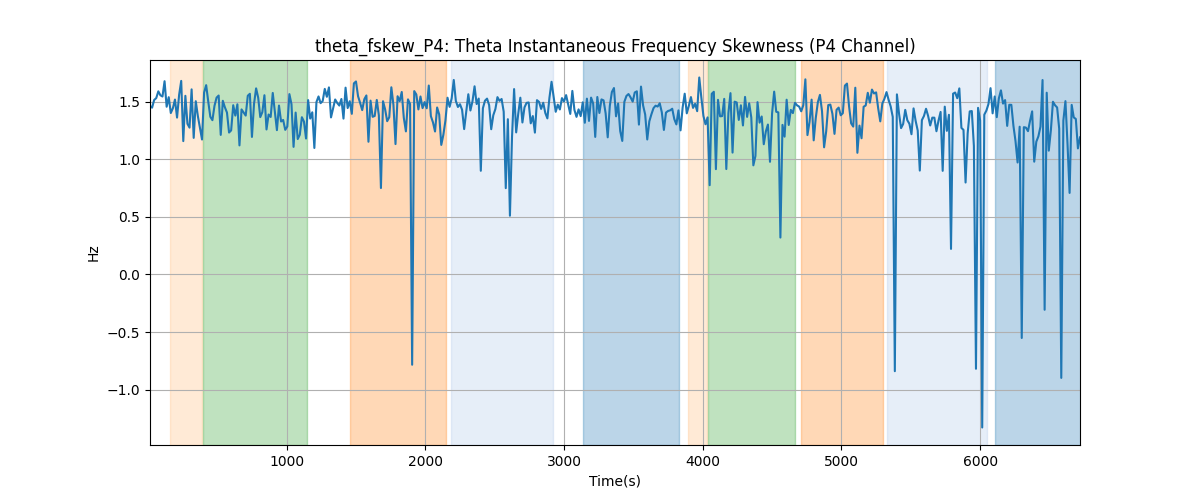 theta_fskew_P4: Theta Instantaneous Frequency Skewness (P4 Channel)
1.5
1.0
0.5
0.0
−0.5
−1.0
Hz
1000 2000 3000 4000 5000 6000
Time(s)